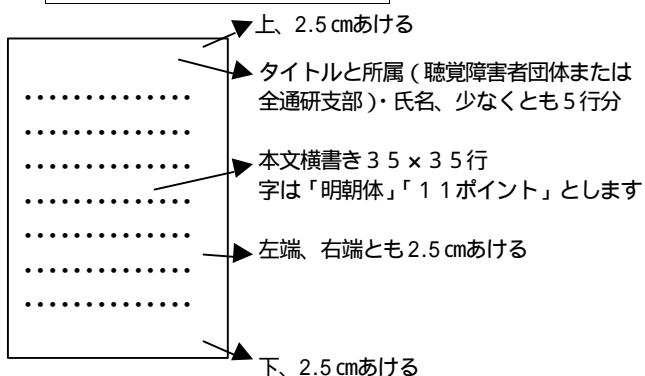 上、2.5㎝あける
タイトルと所属(聴覚障害者団体または
全通研支部)・氏名、少なくとも5行分
本文横書き35×35行
字は「明朝体」「11ポイント」とします
左端、右端とも2.5㎝あける
下、2.5㎝あける